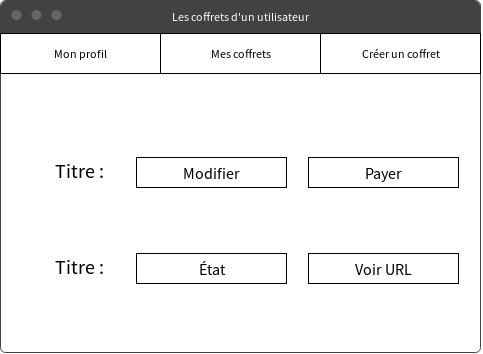 Les coffrets d'un utilisateur
Mon profil Mes coffrets Créer un coffret
Titre : Modifier Payer
Titre : État Voir URL